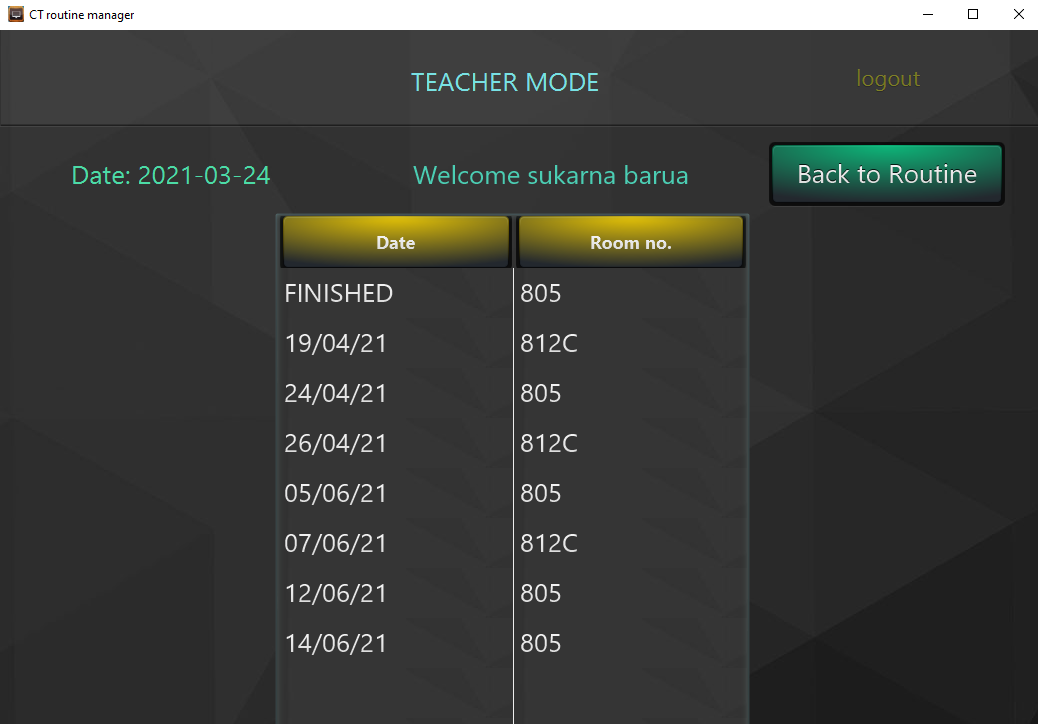 CT routine manager
TEACHER MODE
logout
Date: 2021-03-24
Welcome sukarna barua
Back to Routine
Date Room no.
FINISHED 805
19/04/21 812C
24/04/21 805
26/04/21 812C
05/06/21 805
07/06/21 812C
12/06/21 805
14/06/21 805